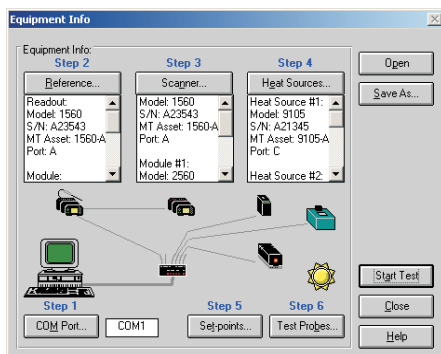 Equipment Info
Equipment Info:
Step 2
Step 3
Step 4
Reference...
Scanner...
Heat Sources...
Readout:
Model: 1560
S/N: A23543
MT Asset: 1560-A
Port: A
Module:
Model: 1560
S/N: A23543
MT Asset: 1560-A
Port: A
Module #1:
Model: 2560
Heat Source #1:
Model: 9105
S/N: A21345
MT Asset: 9105-A
Port: C
Heat Source #2:
Open
Save As...
Start Test
Close
Help
Step 1
Step 5
Step 6
COM Port...
COM1
Set-points...
Test Probes...